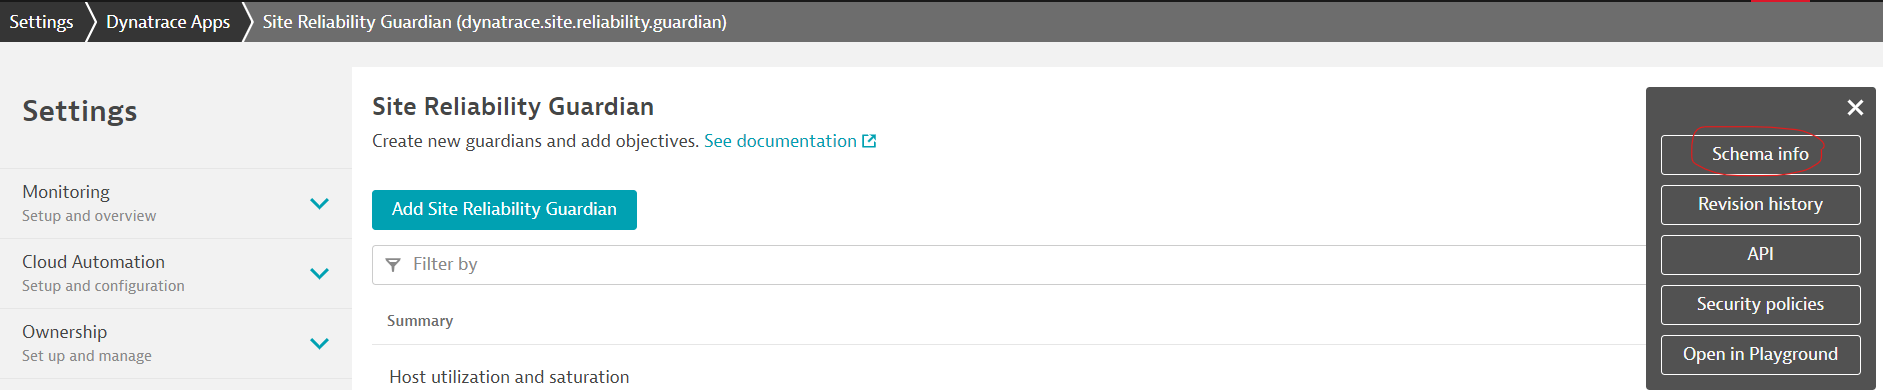 Settings
Dynatrace Apps
Site Reliability Guardian (dynatrace.site.reliability.guardian)
Settings
Monitoring
Setup and overview
Cloud Automation
Setup and configuration
Ownership
Set up and manage
Site Reliability Guardian
Create new guardians and add objectives. See documentation
Add Site Reliability Guardian
Filter by
Summary
Host utilization and saturation
Schema info
Revision history
API
Security policies
Open in Playground